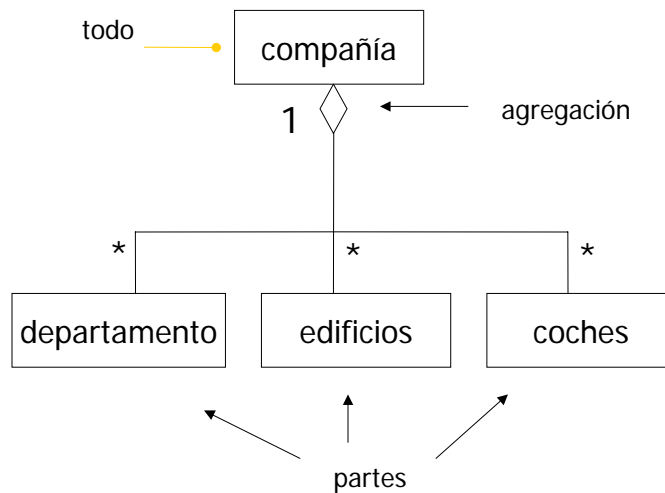 todo
compañía
1
agregación
*
*
*
departamento
edificios
coches
partes